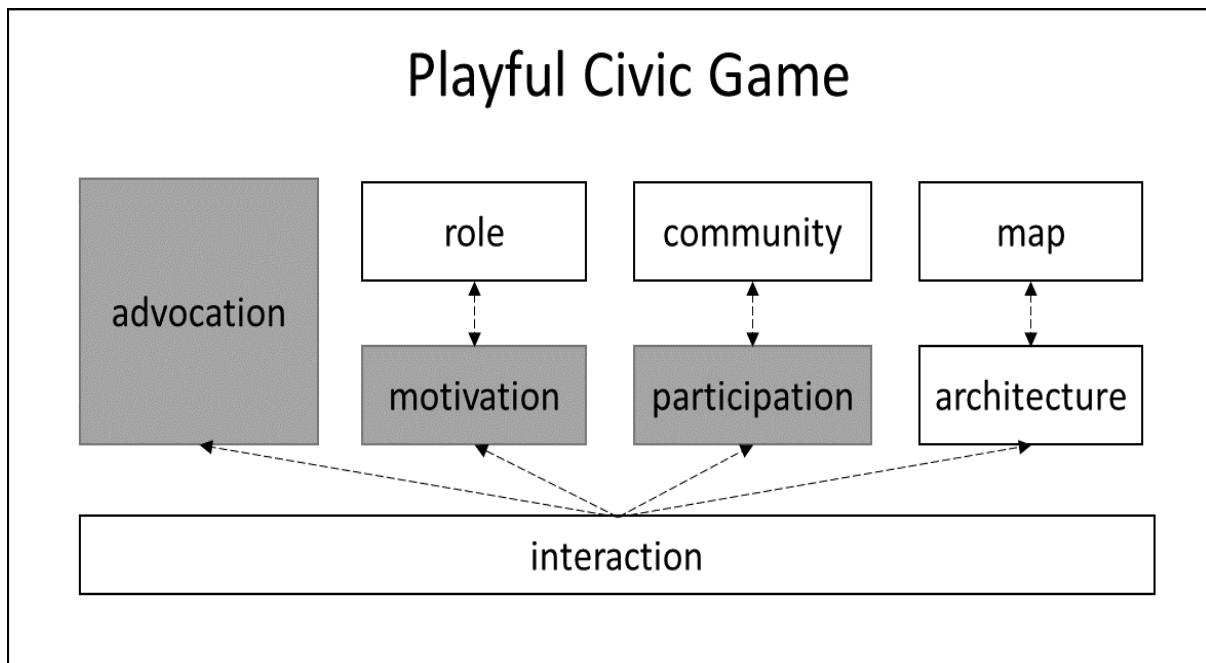 Playful Civic Game
role
community
map
advocation
motivation
participation
architecture
interaction